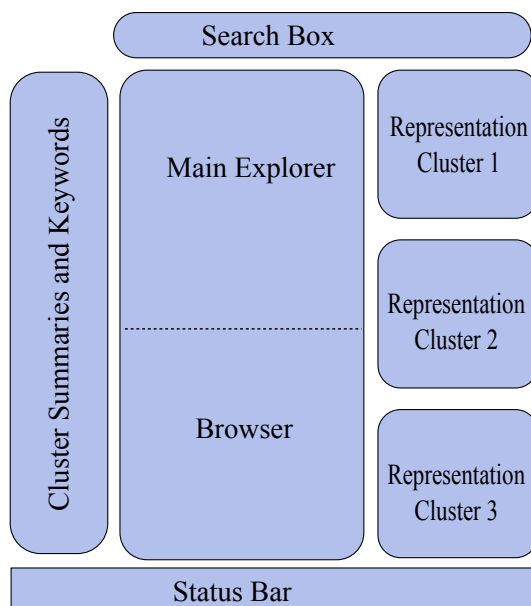 Search Box
Cluster Summaries and Keywords
Main Explorer
Browser
Representation
Cluster 1
Representation
Cluster 2
Representation
Cluster 3
Status Bar